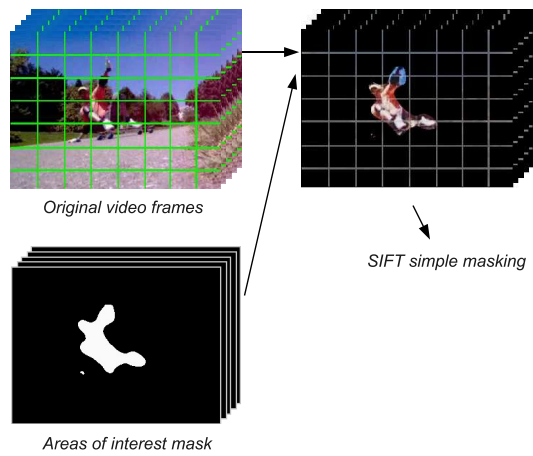 Original video frames
SIFT simple masking
Areas of interest mask